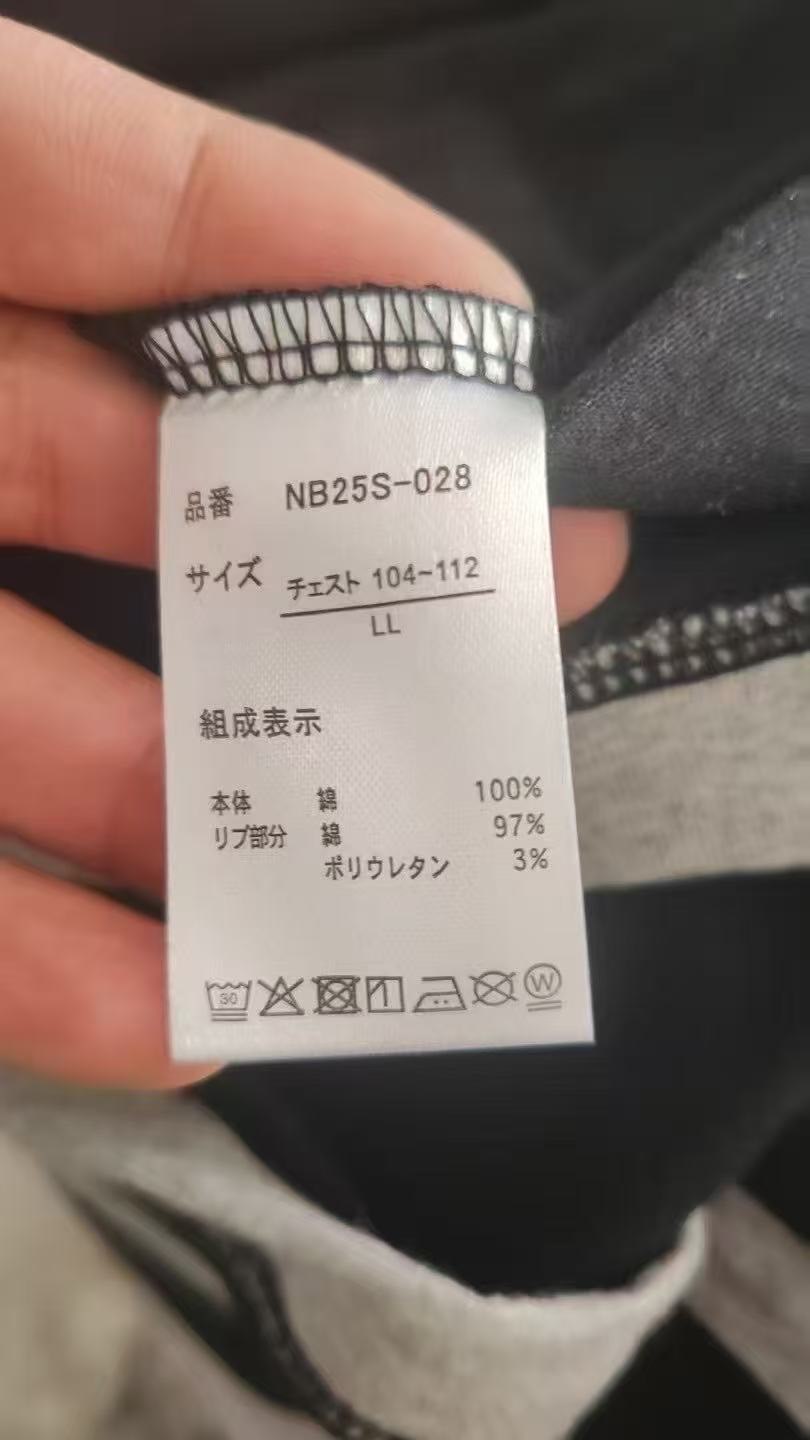 品番 NB25S-028
サイズ チェスト 104~112
LL
組成表示
本体 綿 100%
リブ部分 綿 97%
ポリウレタン 3%
30 W